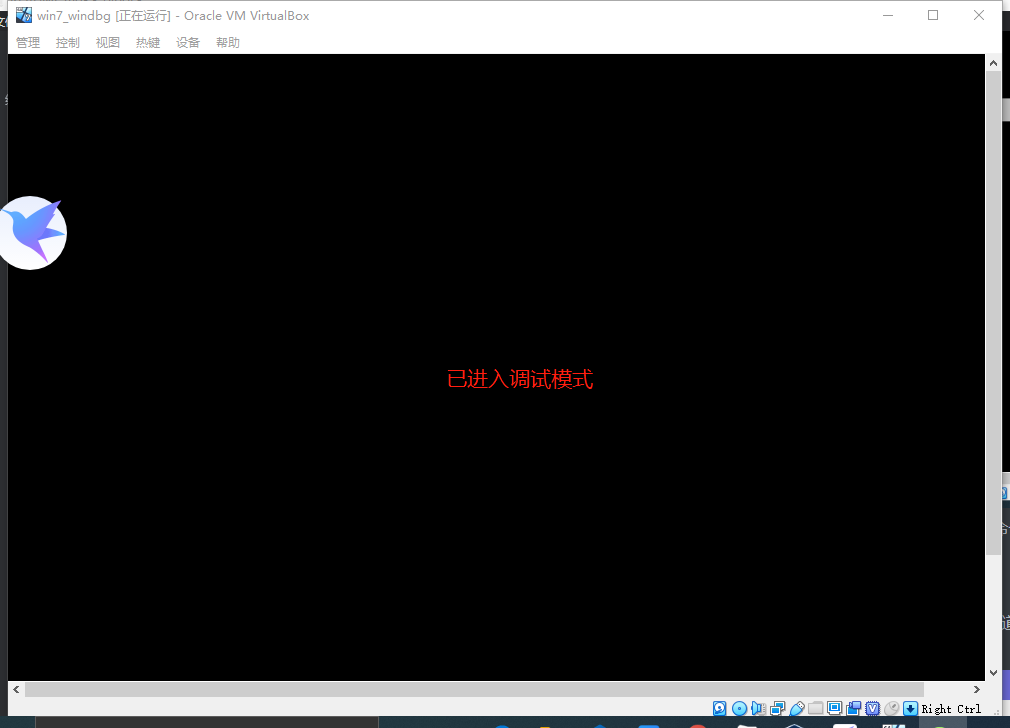 win7_windbg [正在运行] - Oracle VM VirtualBox
管理 控制 视图 热键 设备 帮助
已进入调试模式
Right Ctrl